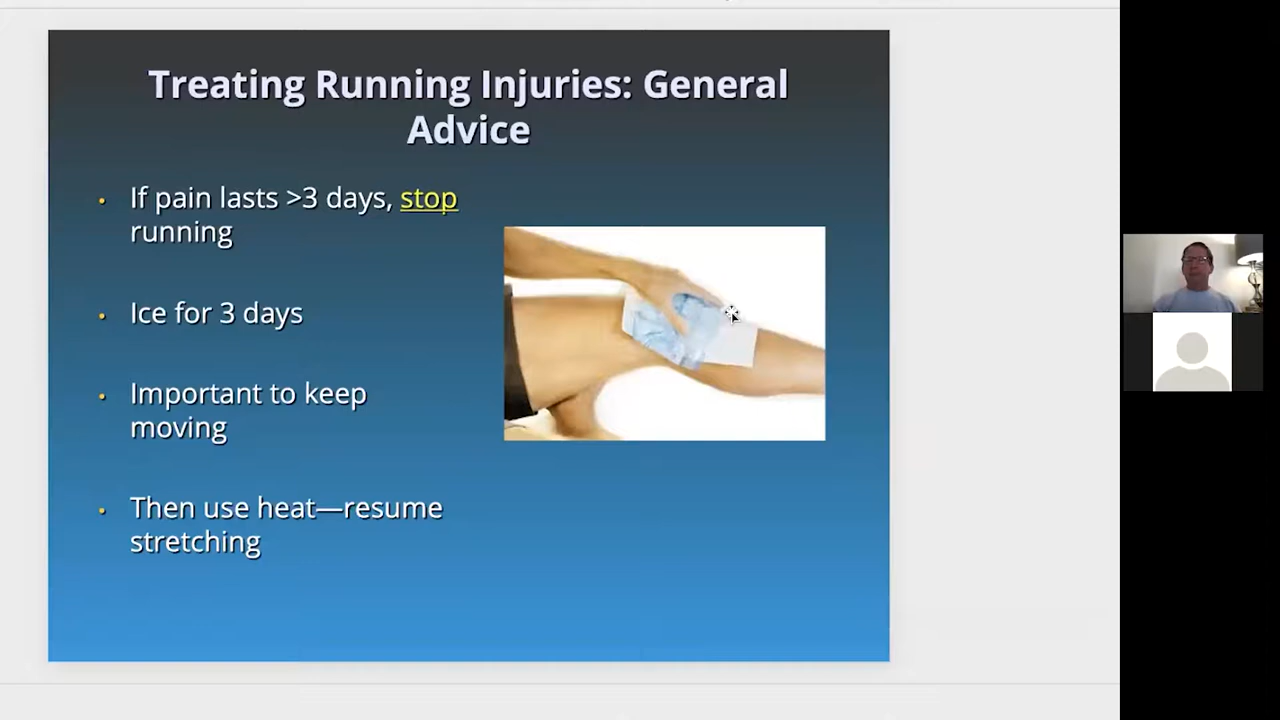 Treating Running Injuries: General
Advice
• If pain lasts >3 days, stop
running
• Ice for 3 days
• Important to keep
moving
• Then use heat—resume
stretching